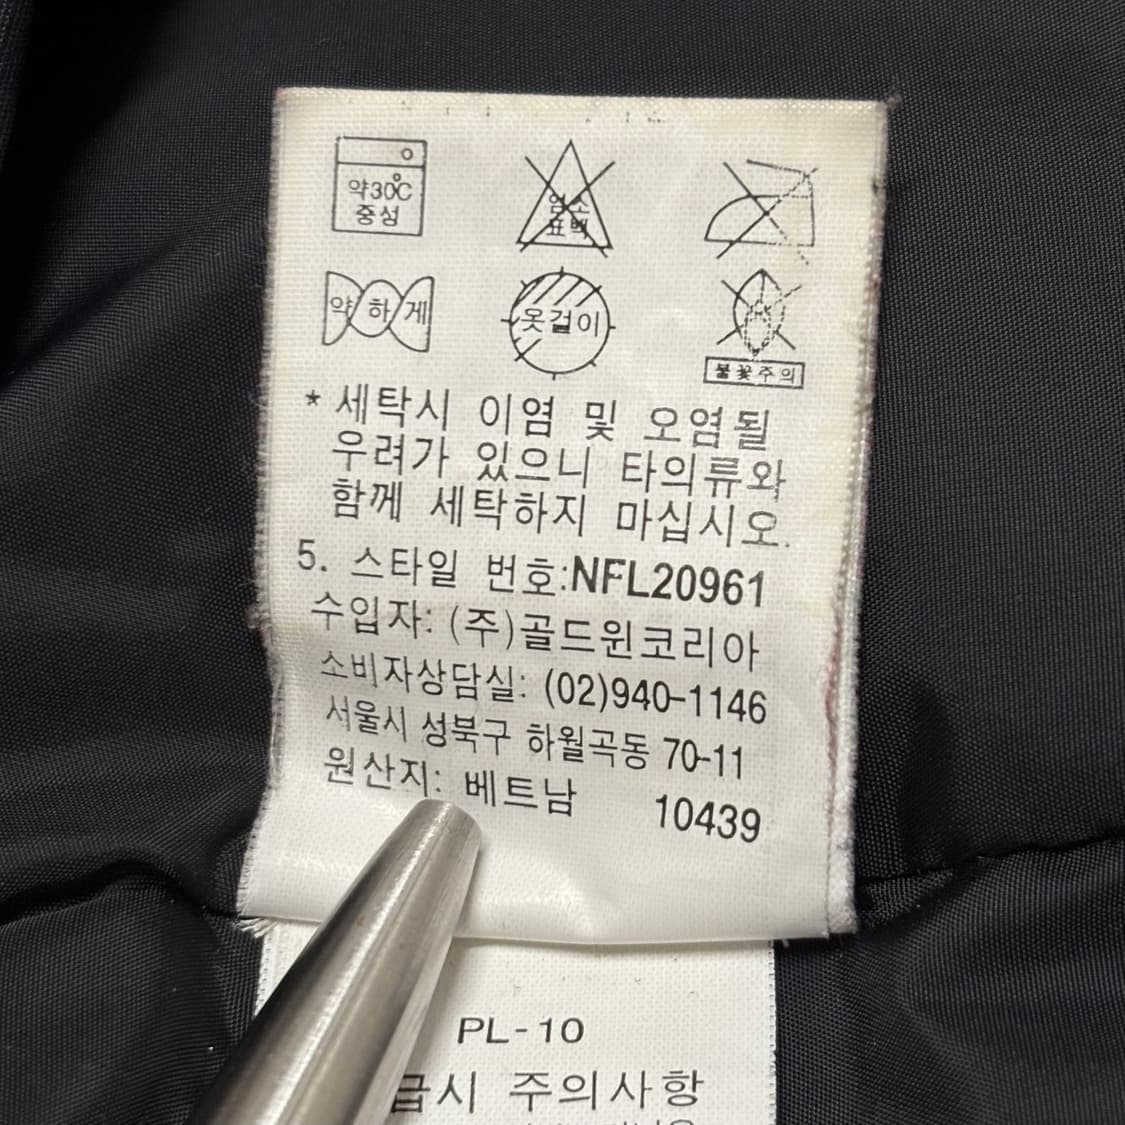 약30℃
중성
염소
표백
약하게
옷걸이
불꽃주의
* 세탁시 이염 및 오염될
우려가 있으니 타의류와
함께 세탁하지 마십시오.
5. 스타일 번호:NFL20961
수입자: (주)골드윈코리아
소비자상담실: (02)940-1146
서울시 성북구 하월곡동 70-11
원산지: 베트남 10439
PL-10
급시 주의사항